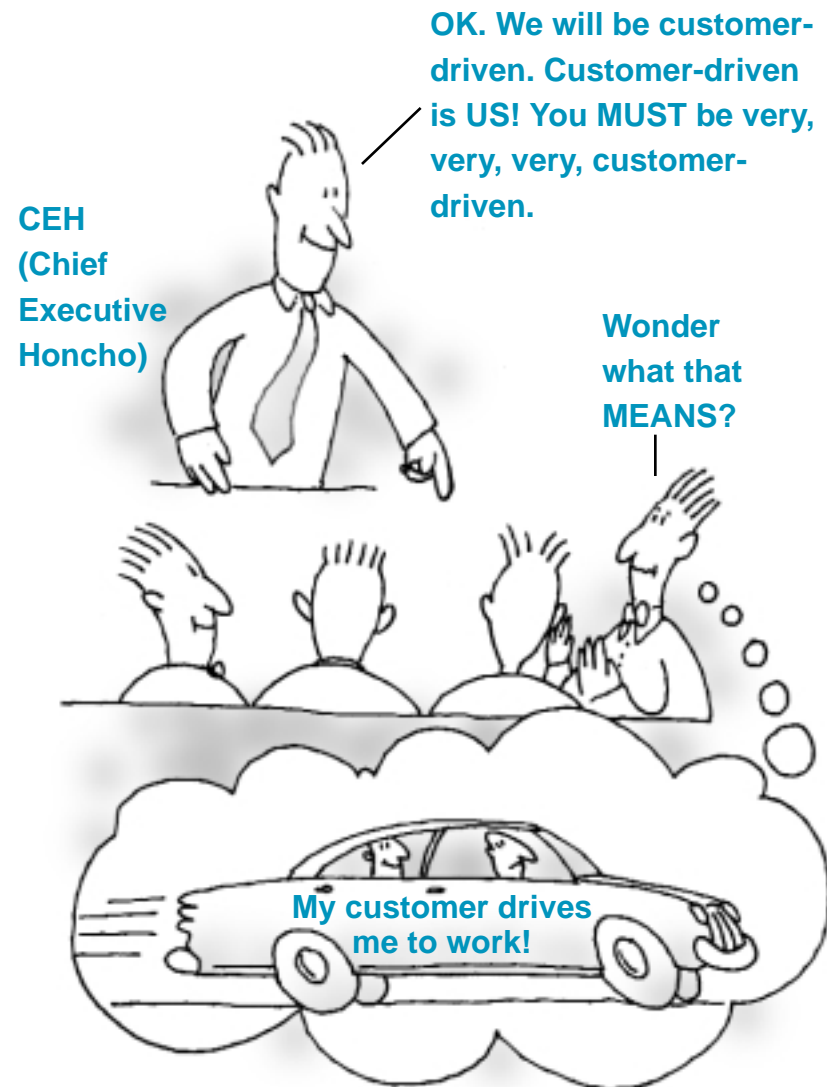 OK. We will be customer-
driven. Customer-driven
is US! You MUST be very,
very, very, customer-
driven.
CEH
(Chief
Executive
Honcho)
Wonder
what that
MEANS?
My customer drives
me to work!